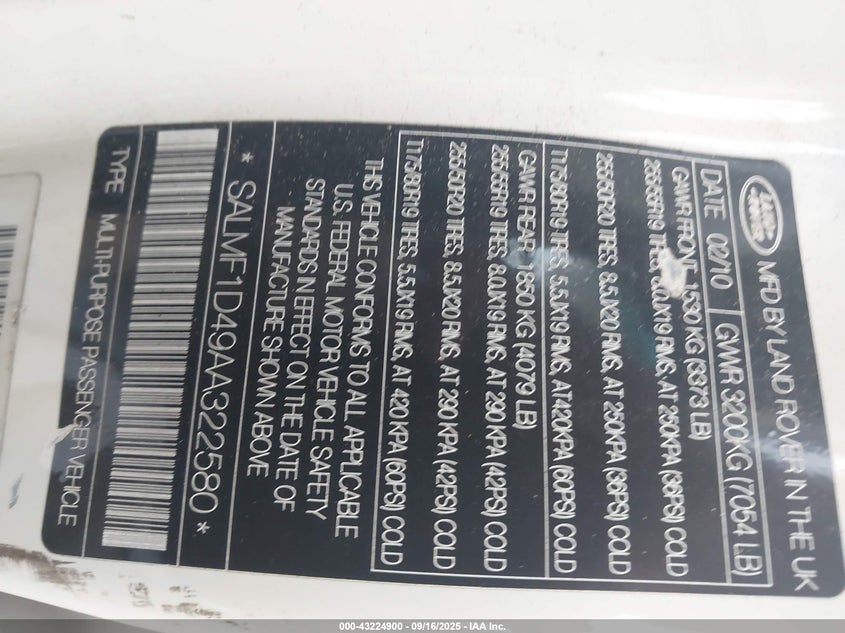 LAND ROVER
MFD BY LAND ROVER IN THE UK
DATE 02/10 GVWR 3200KG (7054 LB)
GAWR FRONT 1530 KG (3373 LB)
255/55R19 TIRES, 8.0X19 RIMS, AT 250KPA (36PSI) COLD
255/50R20 TIRES, 8.5X20 RIMS, AT 250KPA (36PSI) COLD
T175/80R19 TIRES, 5.5JX19 RIMS, AT420KPA (60PSI) COLD
GAWR REAR 1850 KG (4079 LB)
255/55R19 TIRES, 8.0X19 RIMS, AT 290 KPA (42PSI) COLD
255/50R20 TIRES, 8.5X20 RIMS, AT 290 KPA (42PSI) COLD
T175/80R19 TIRES, 5.5JX19 RIMS, AT 420 KPA (60PSI) COLD
THIS VEHICLE CONFORMS TO ALL APPLICABLE
U.S. FEDERAL MOTOR VEHICLE SAFETY
STANDARDS IN EFFECT ON THE DATE OF
MANUFACTURE SHOWN ABOVE
* SALMF1D49AA322580 *
TYPE MULTI-PURPOSE PASSENGER VEHICLE
000-43224900 - 09/16/2025 - IAA Inc.